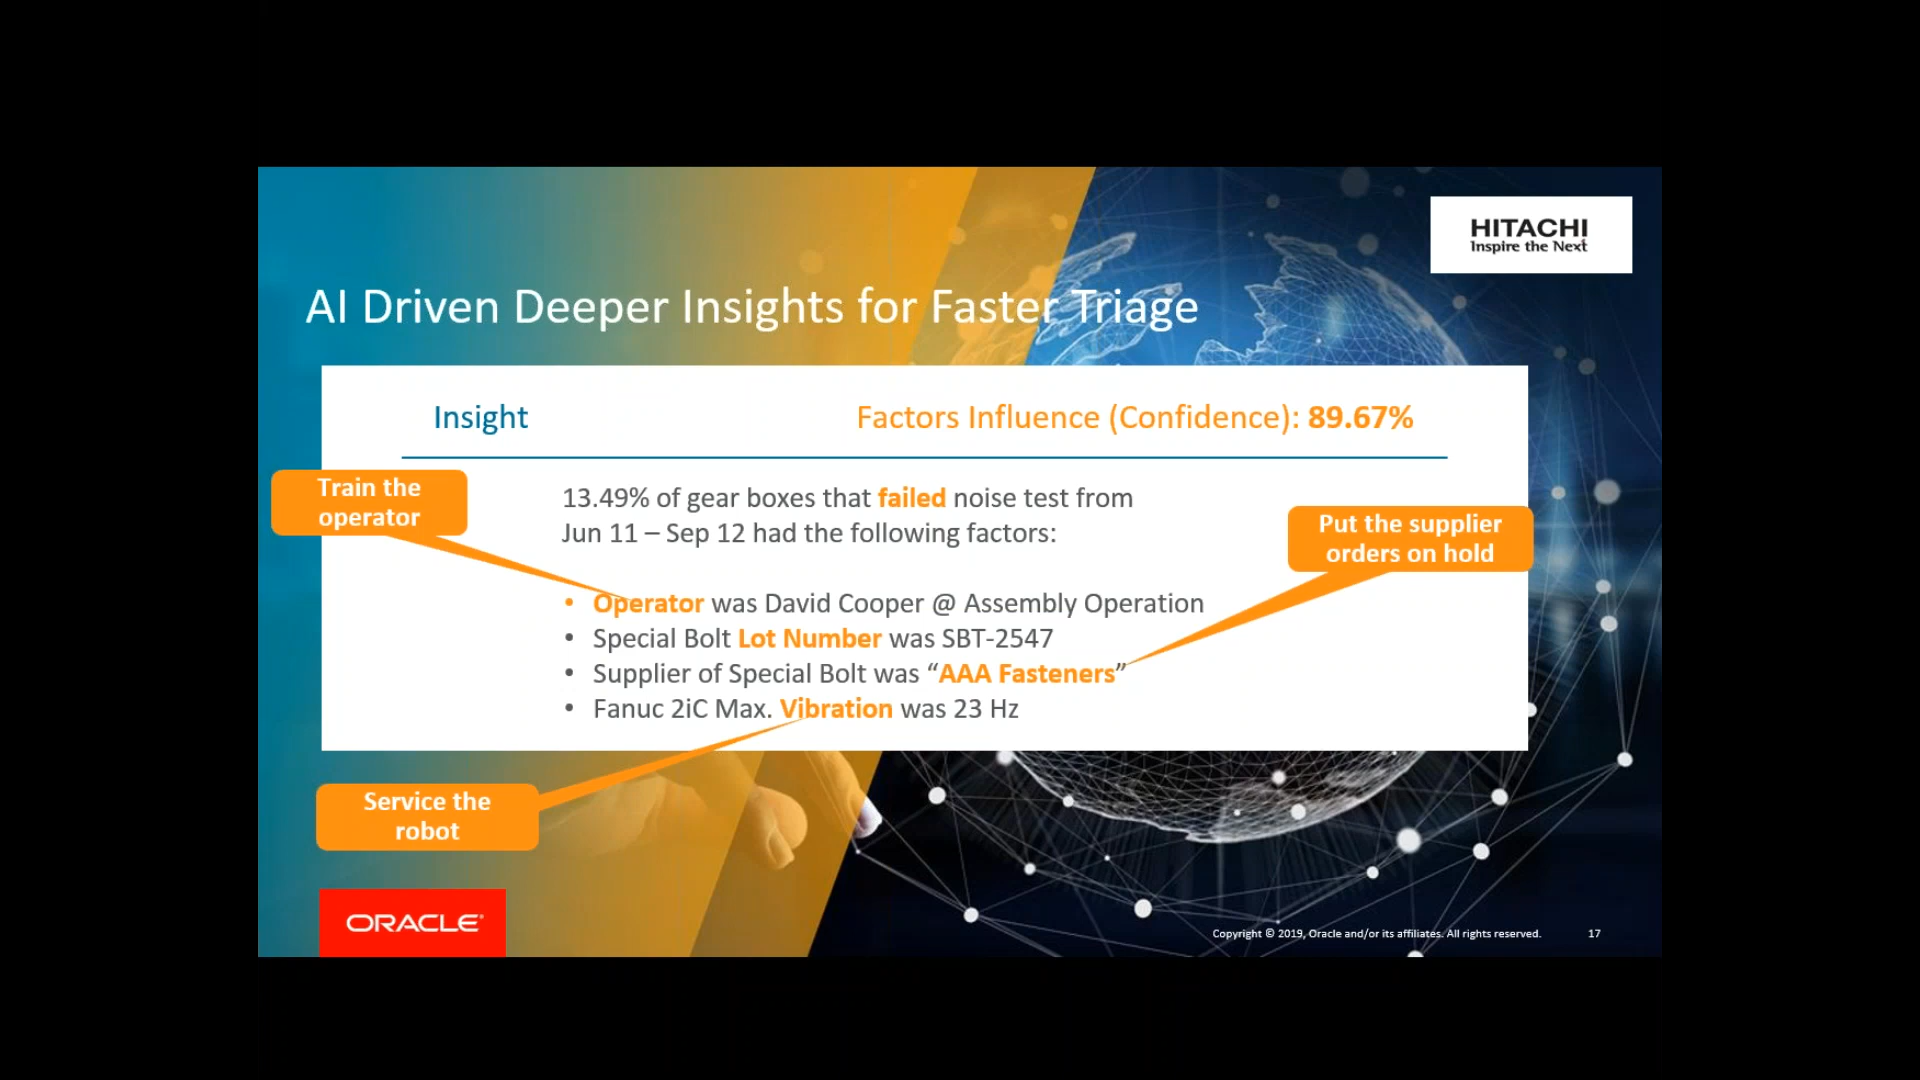 HITACHI
Inspire the Next
AI Driven Deeper Insights for Faster Triage
Insight
Factors Influence (Confidence): 89.67%
Train the
operator
13.49% of gear boxes that failed noise test from
Jun 11 – Sep 12 had the following factors:
Put the supplier
orders on hold
• Operator was David Cooper @ Assembly Operation
• Special Bolt Lot Number was SBT-2547
• Supplier of Special Bolt was “AAA Fasteners”
• Fanuc 2iC Max. Vibration was 23 Hz
Service the
robot
ORACLE®
Copyright © 2019, Oracle and/or its affiliates. All rights reserved.
17